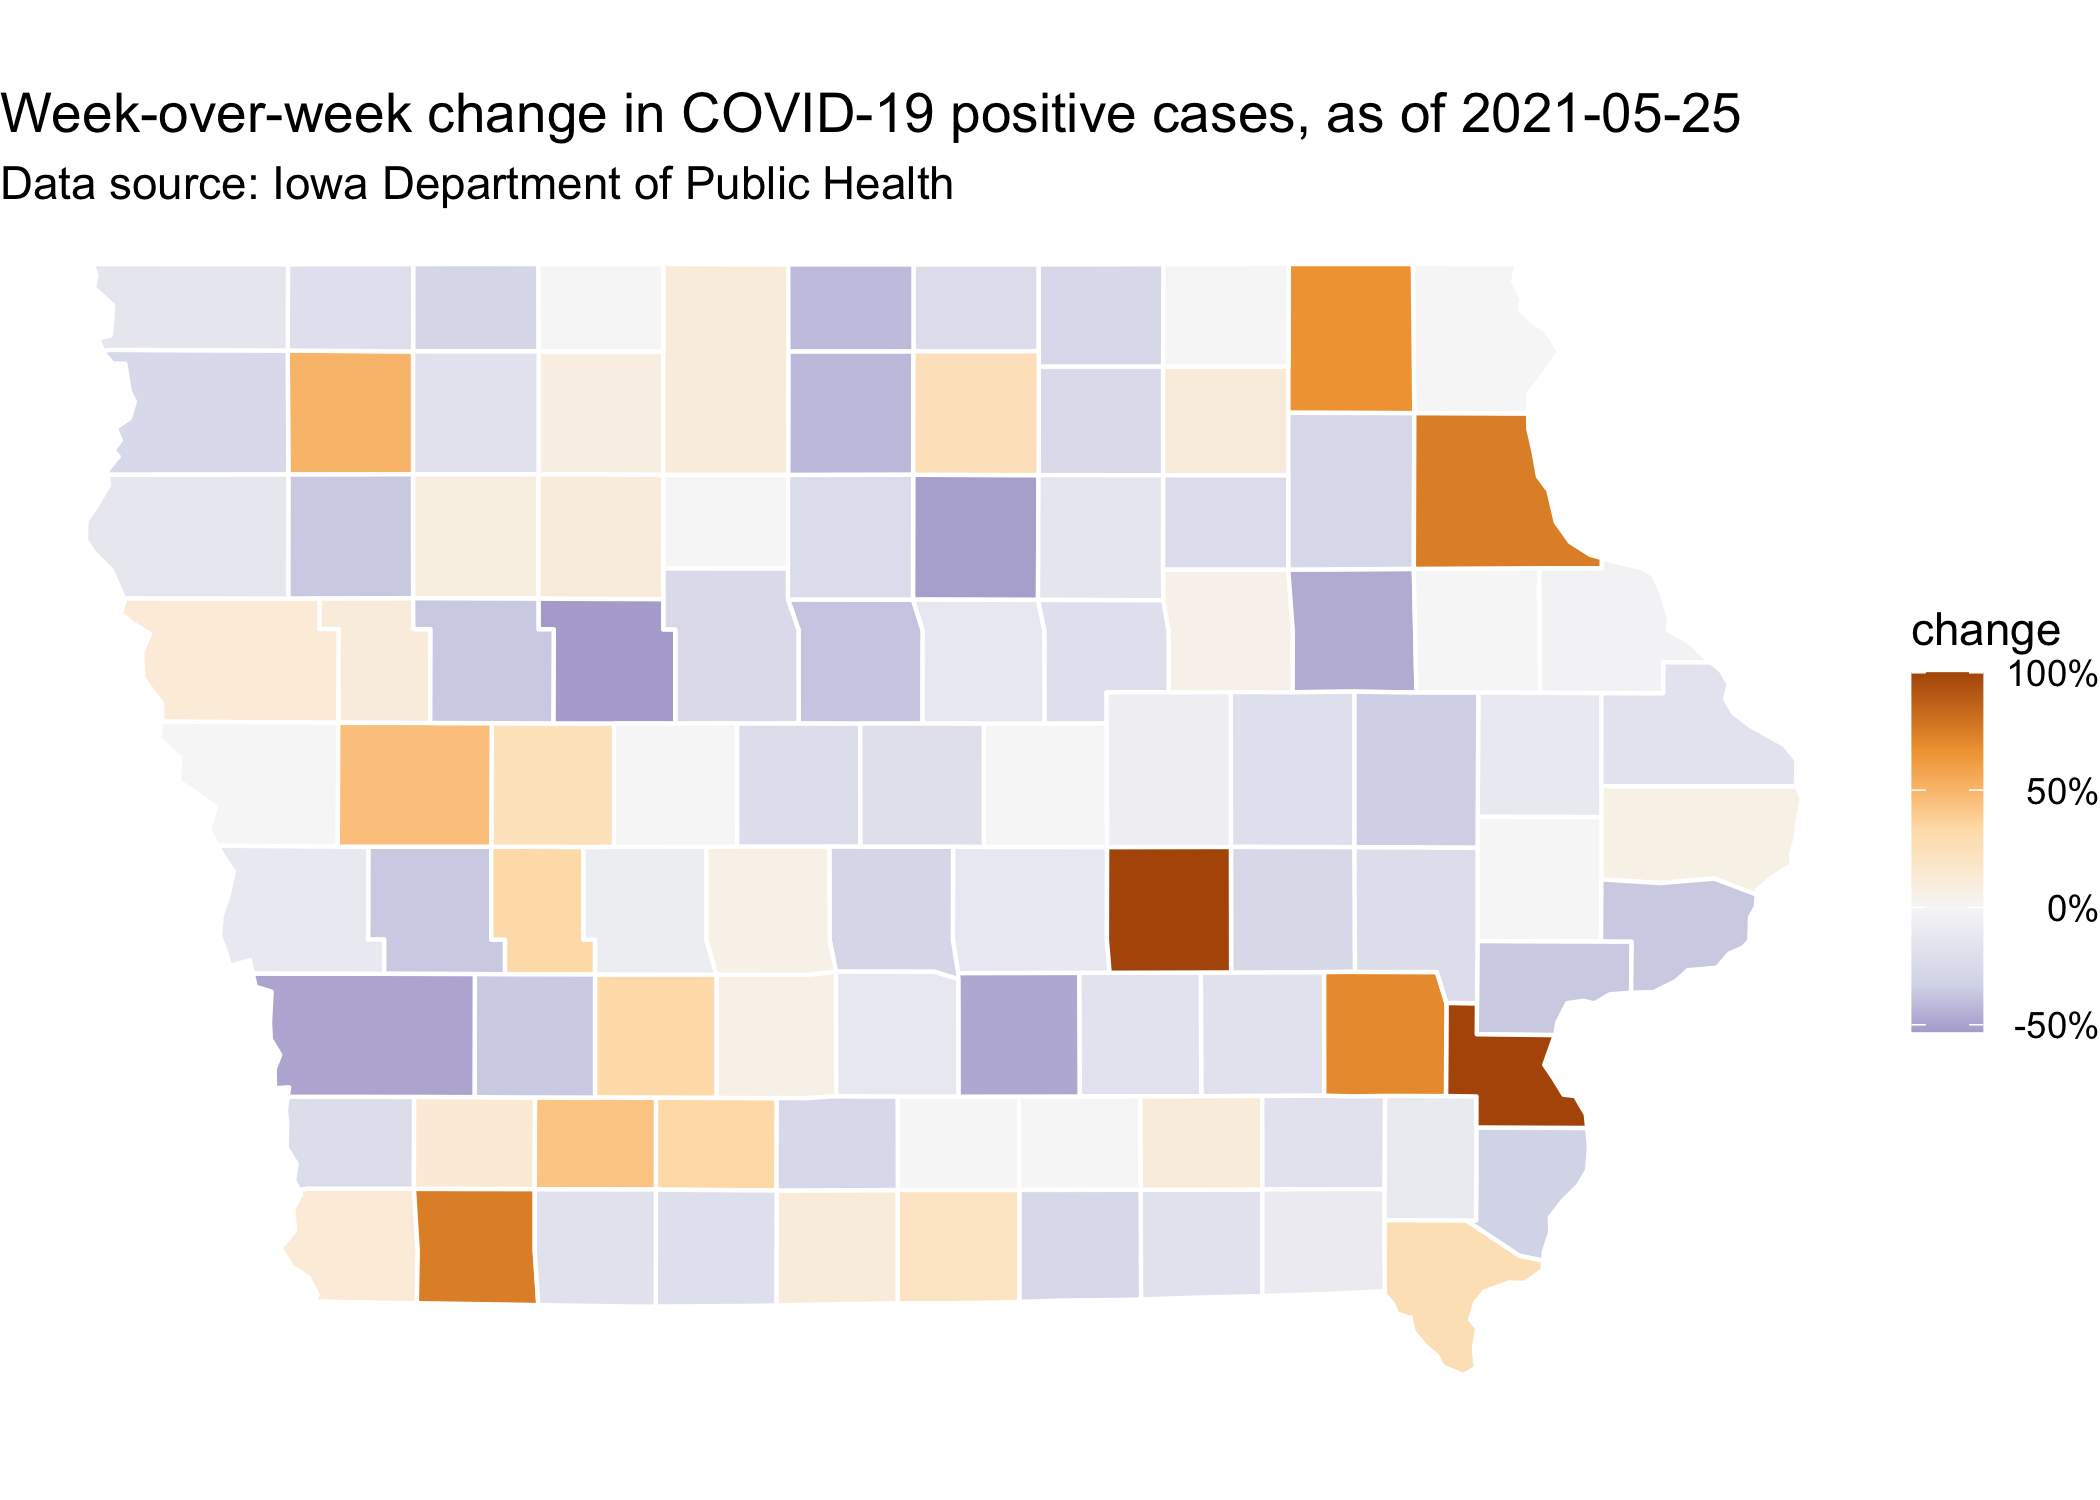 Week-over-week change in COVID-19 positive cases, as of 2021-05-25
Data source: Iowa Department of Public Health
change
100%
50%
0%
-50%